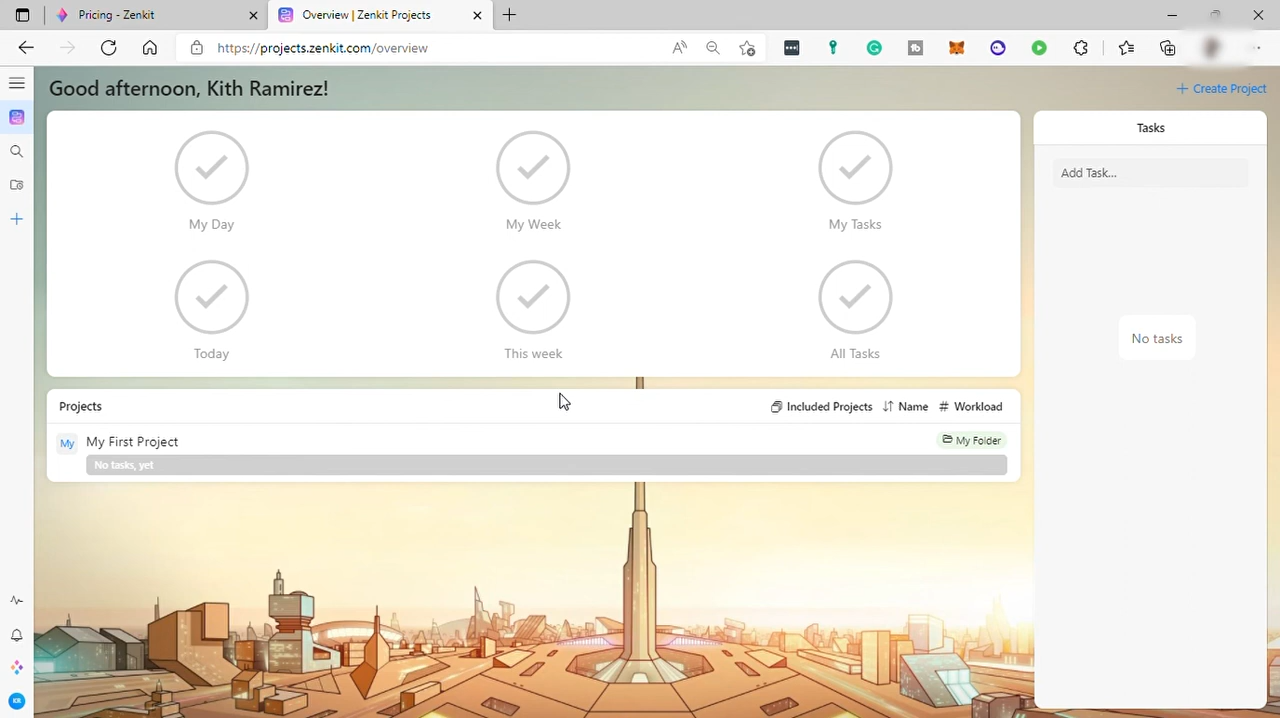 Pricing - Zenkit
Overview | Zenkit Projects
https://projects.zenkit.com/overview
Good afternoon, Kith Ramirez!
Create Project
My Day
My Week
My Tasks
Today
This week
All Tasks
Tasks
Add Task...
No tasks
Projects
Included Projects
Name
# Workload
My
My First Project
My Folder
No tasks, yet
KR